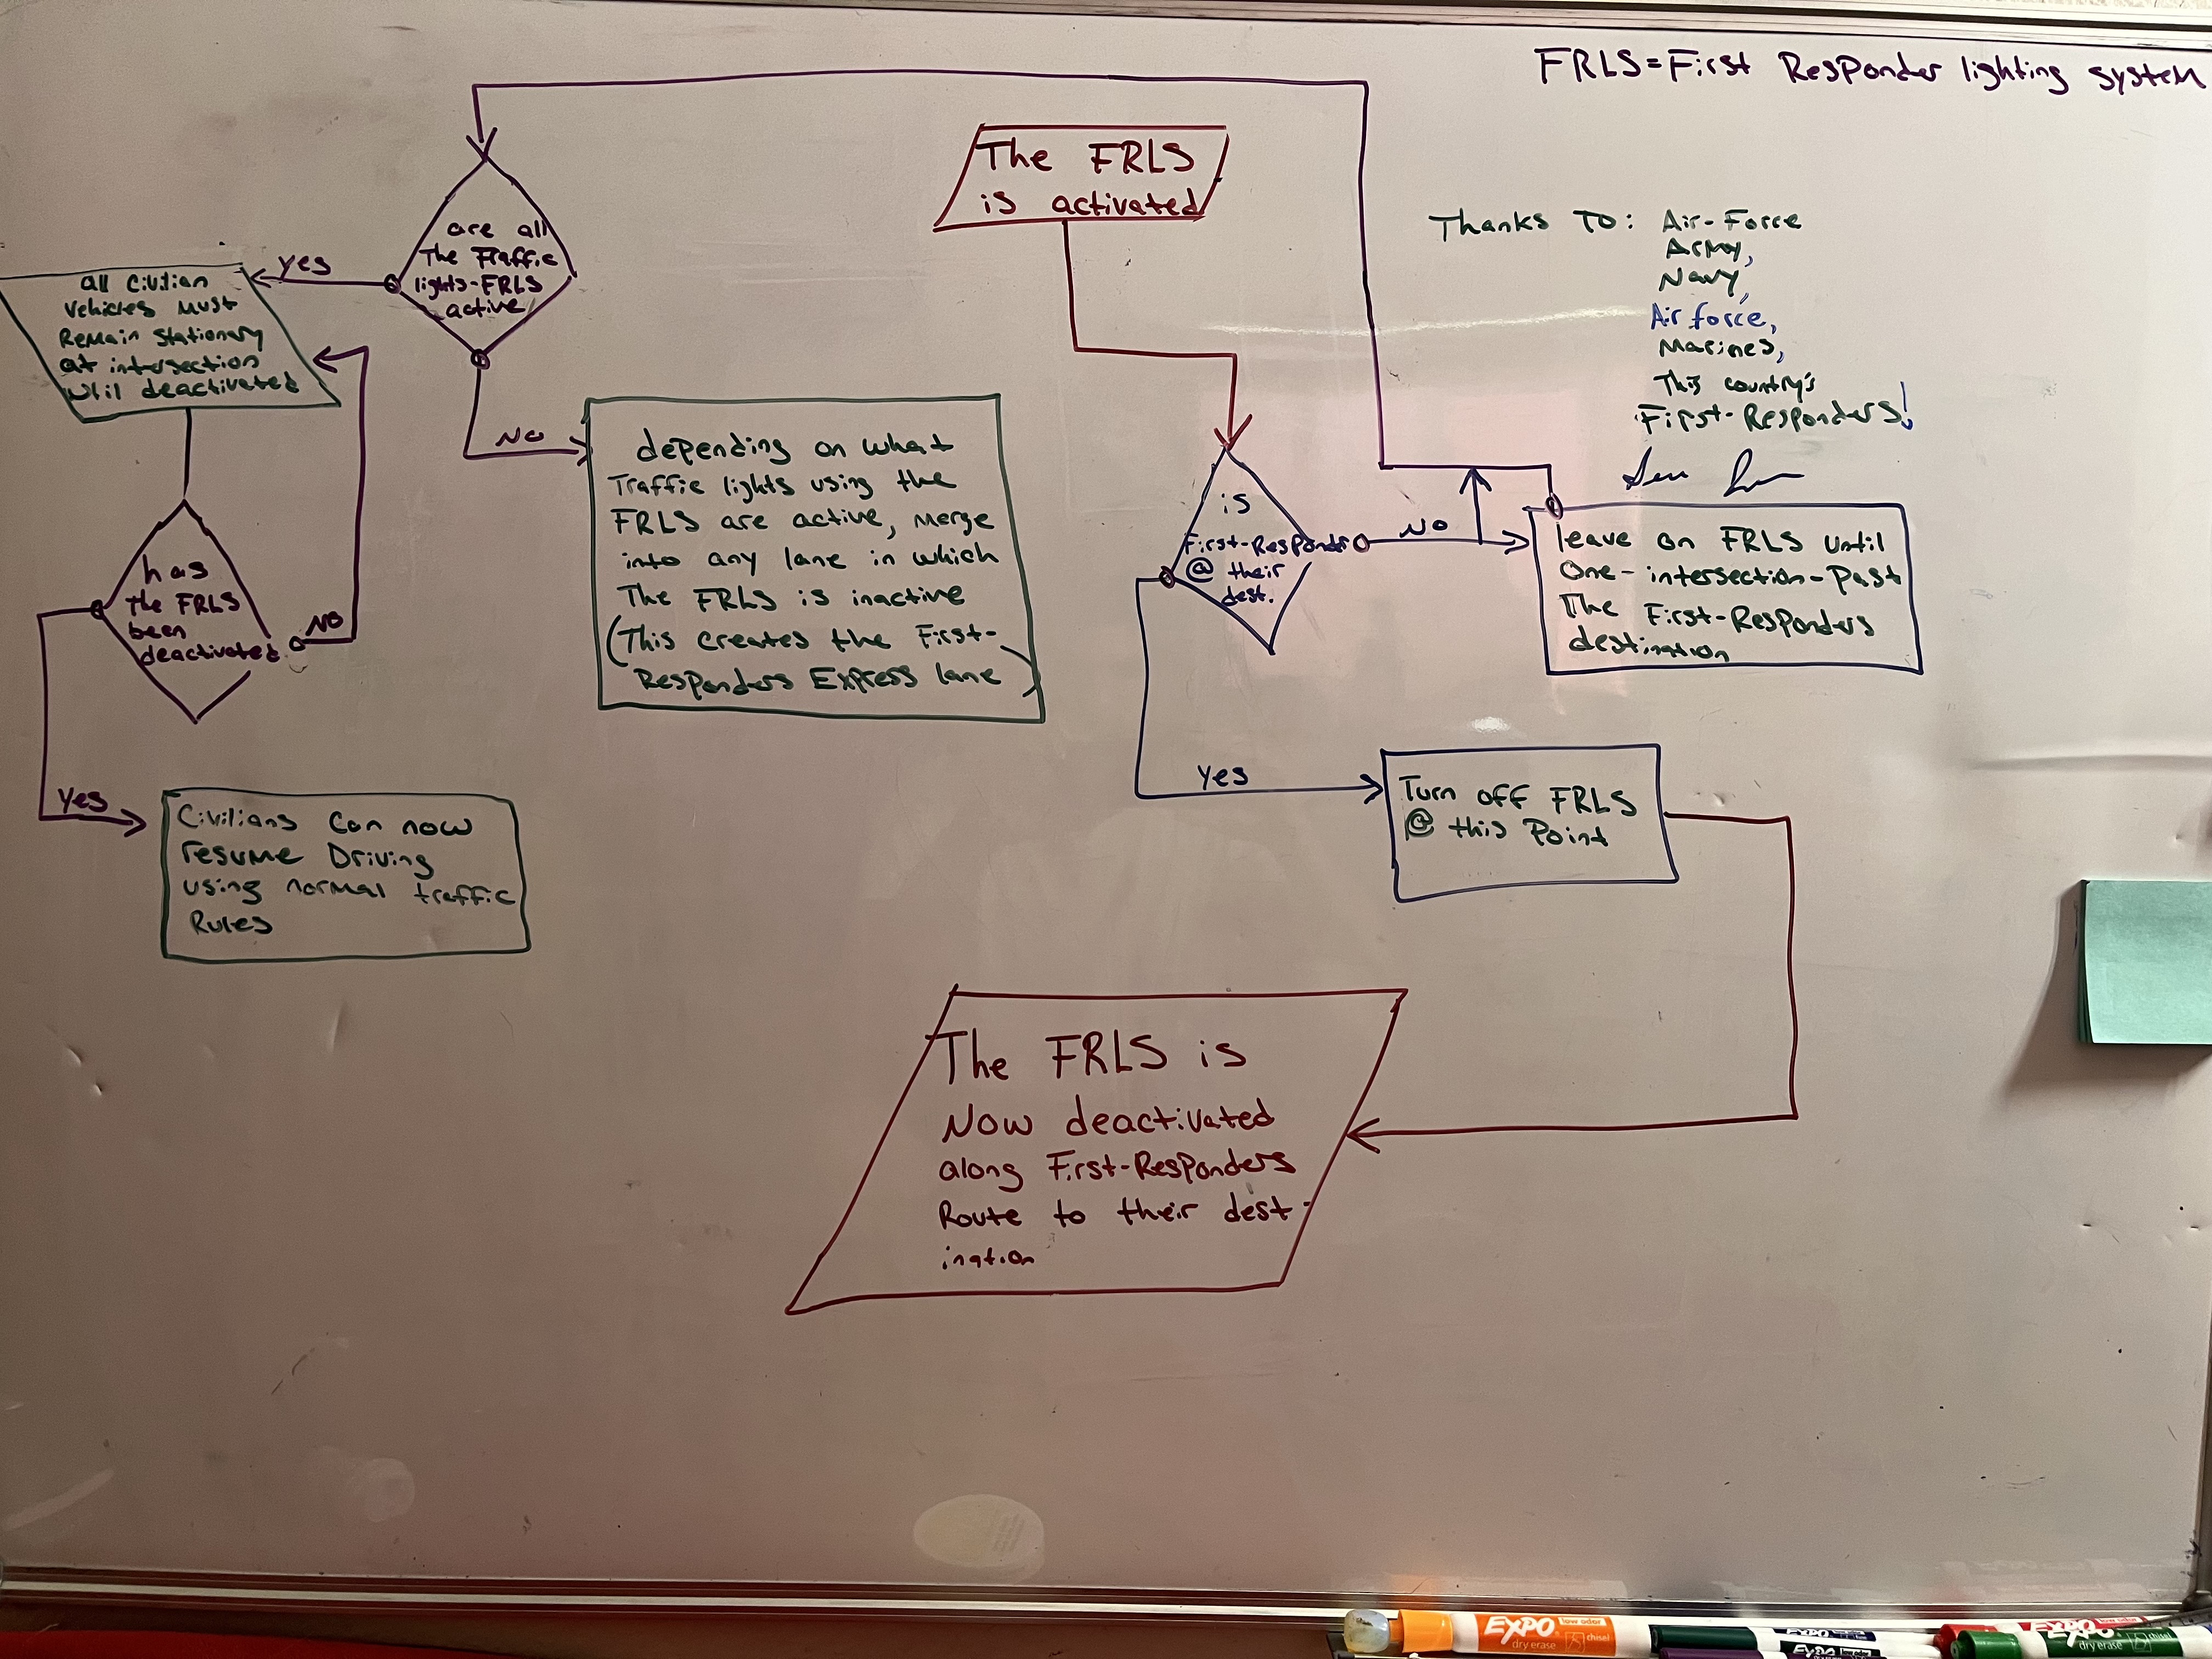 FRLS=First Responder lighting system
The FRLS
is activated
are all
The Traffic
lights-FRLS
active
yes
all Civilian
Vehicles Must
Remain Stationary
at intersection
until deactivated
NO
depending on what
Traffic lights using the
FRLS are active, Merge
into any lane in which
The FRLS is inactive
(This creates the First-
Responders Express lane)
has
The FRLS
been
deactivated
NO
yes
Civilians Can now
resume Driving
using normal traffic
Rules
Thanks To: Air-Force
Army,
Navy,
Air force,
Marines,
This country's
First-Responders!
is
First-Responder
@ their
dest.
NO
leave on FRLS until
One-intersection-Past
The First-Responders
destination
Yes
Turn off FRLS
@ this Point
The FRLS is
Now deactivated
along First-Responders
Route to their dest-
ination
EXPO
low odor
dry erase
chisel
EXPO
EXPO
dry erase